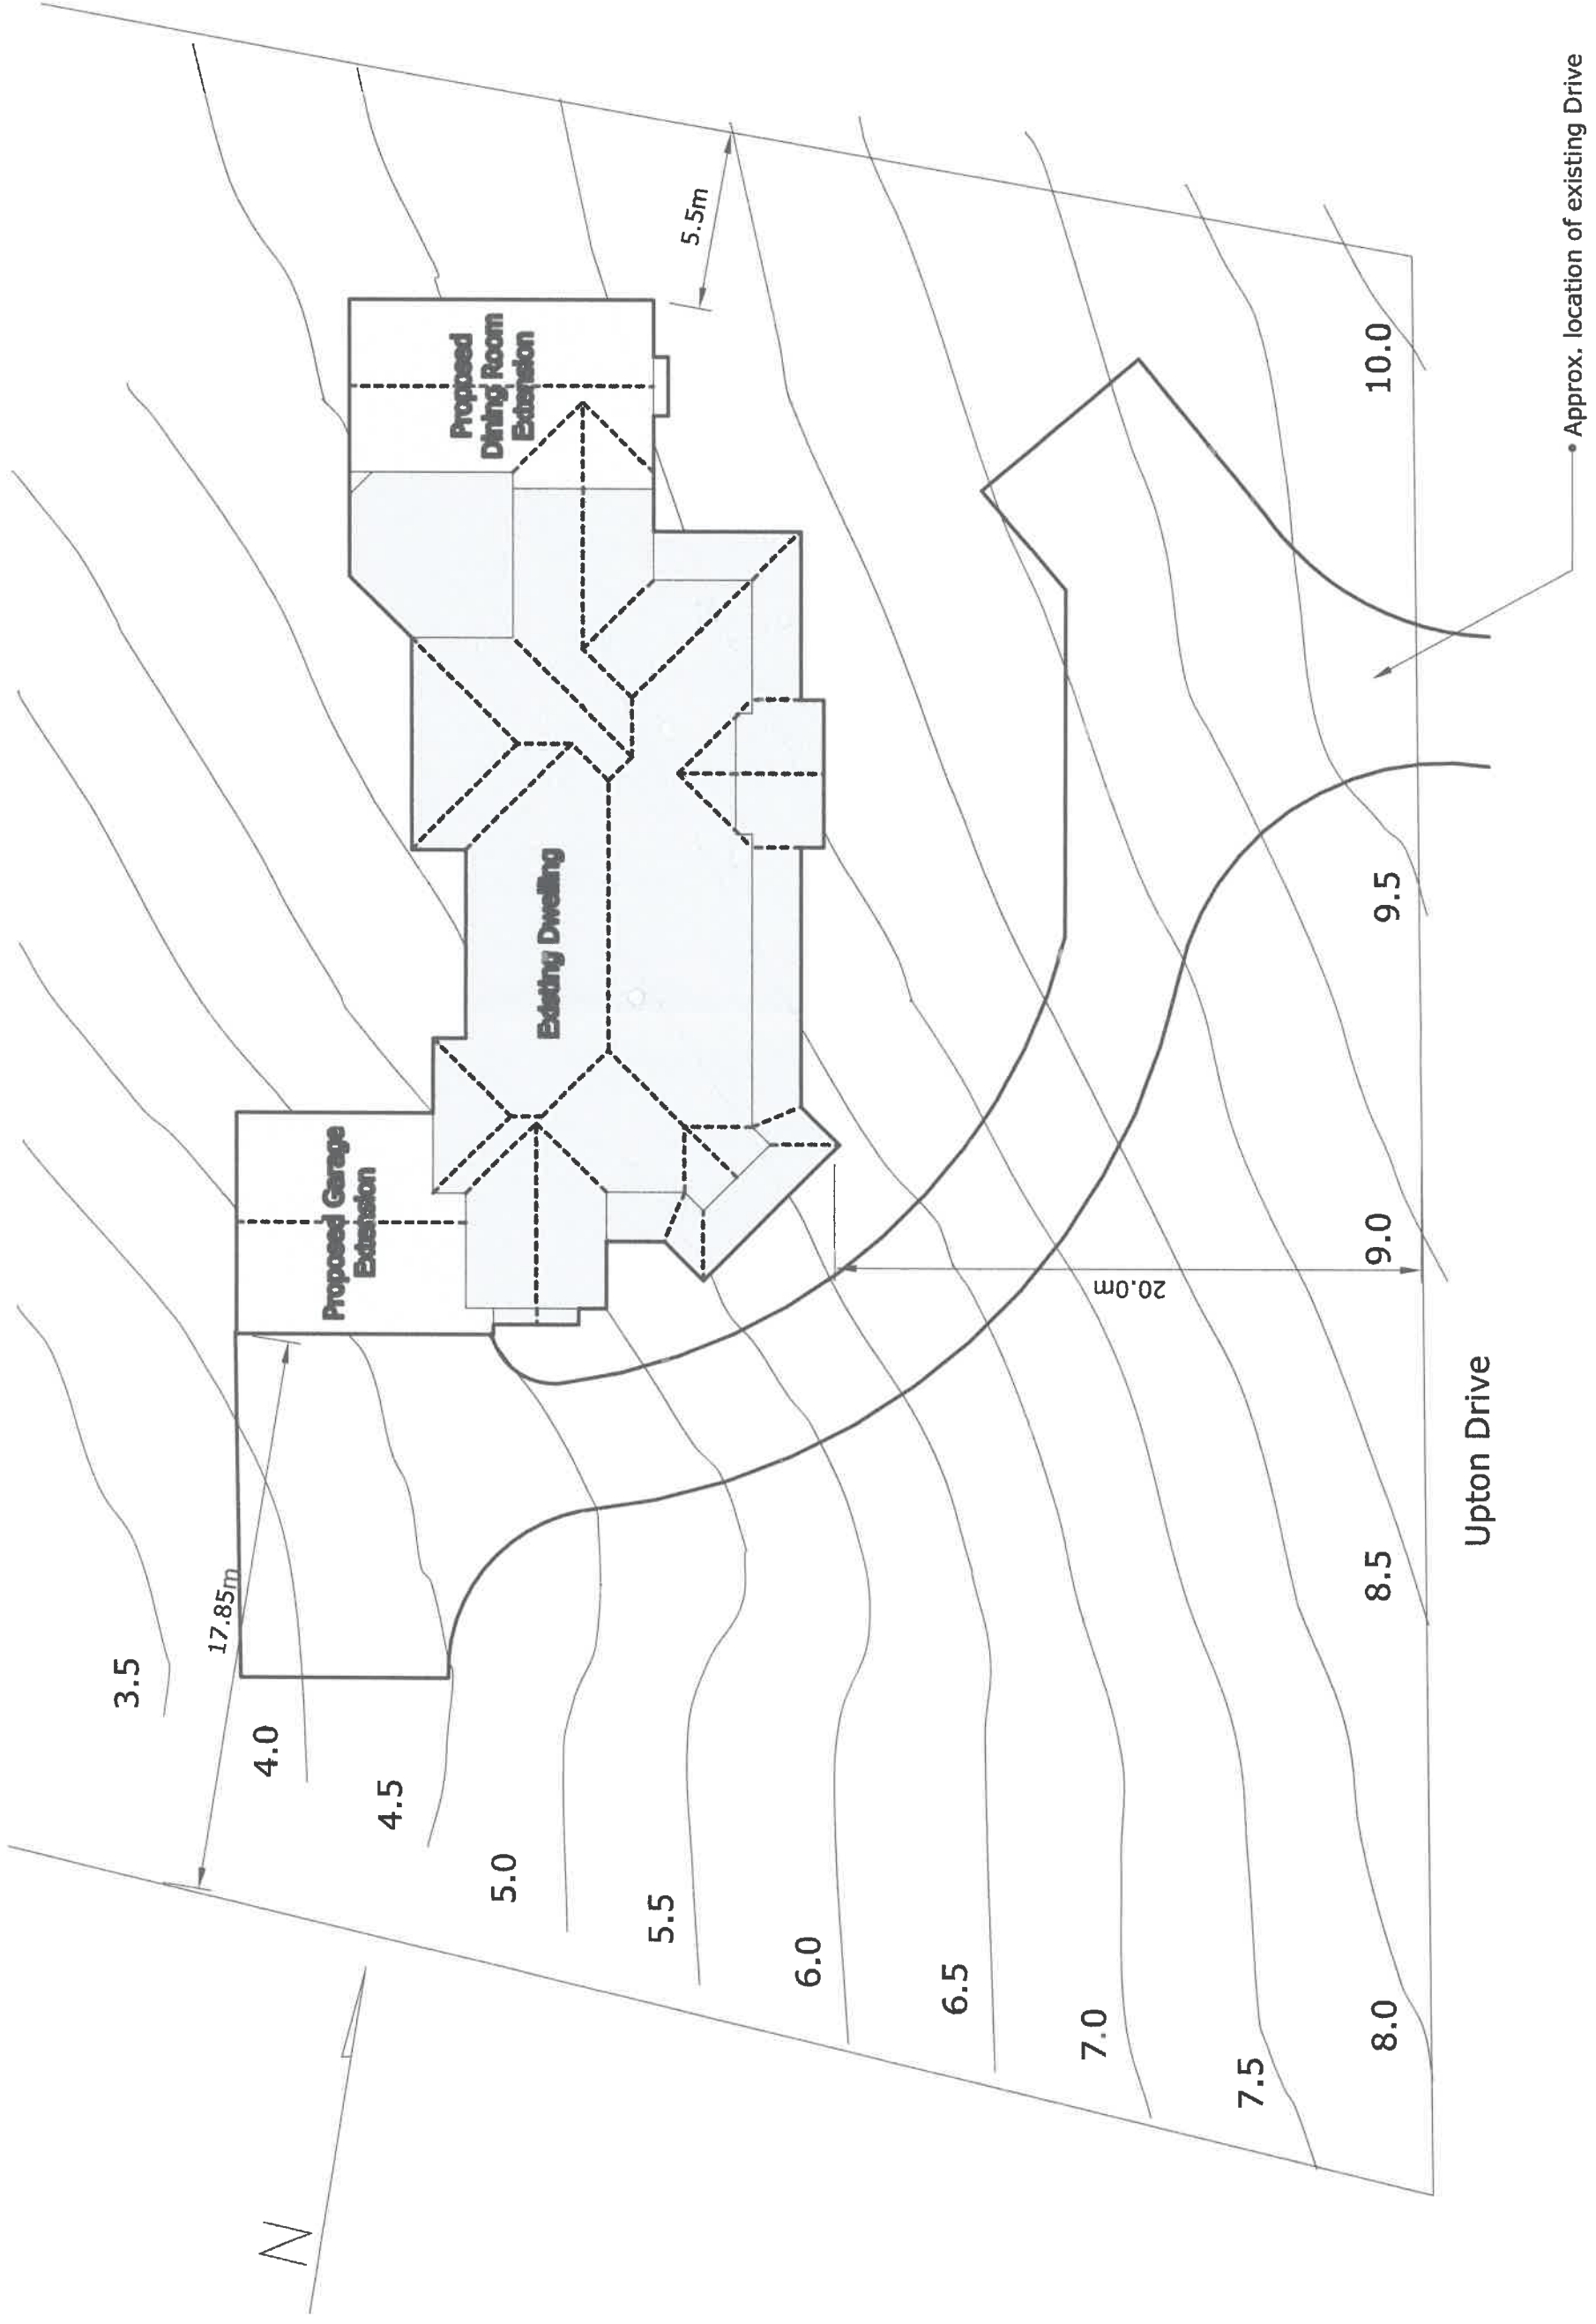 N
3.5
4.0
4.5
5.0
5.5
6.0
6.5
7.0
7.5
8.0
17.85m
Proposed Garage
Extension
Existing Dwelling
Proposed
Dining Room
Extension
5.5m
20.0m
8.5
9.0
9.5
10.0
Upton Drive
Approx. location of existing Drive